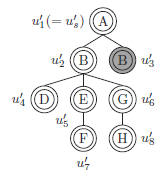 u′₁(= u′ₛ) A
u′₂ B B u′₃
u′₄ D E G u′₆
u′₅
F H u′₈
u′₇